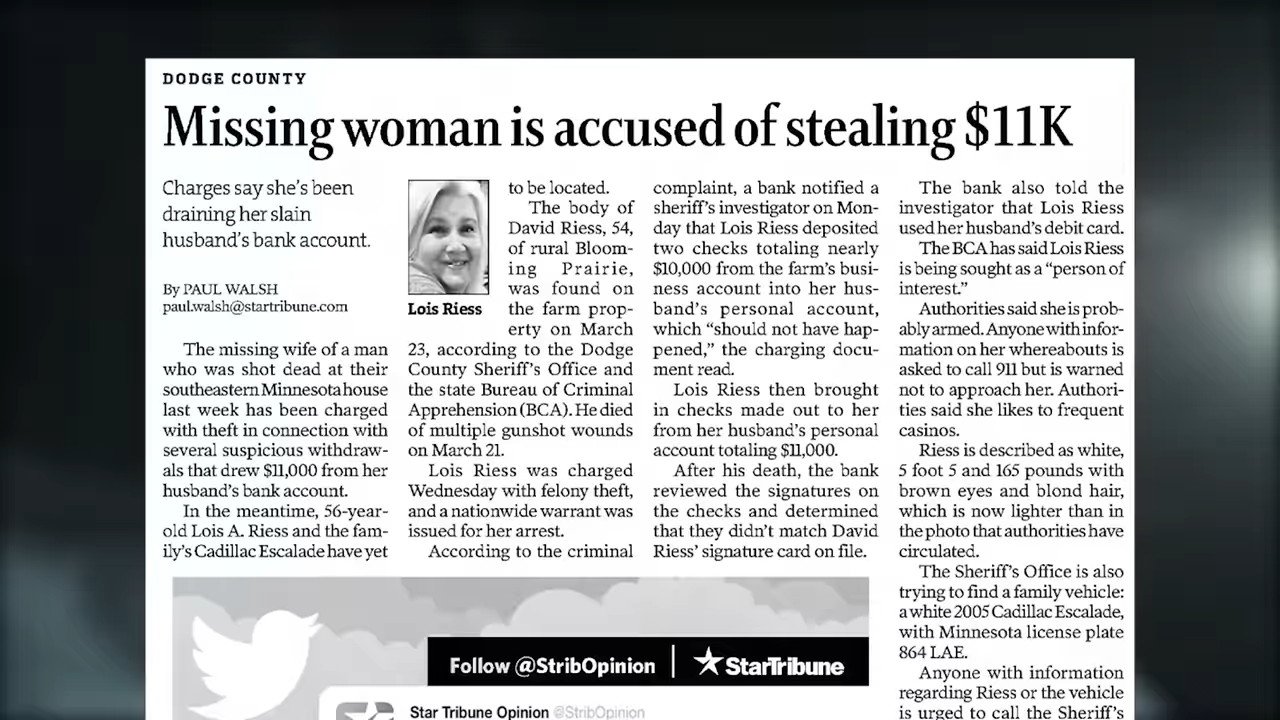 DODGE COUNTY
Missing woman is accused of stealing $11K
Charges say she's been
draining her slain
husband's bank account.
By PAUL WALSH
paul.walsh@startribune.com
The missing wife of a man
who was shot dead at their
southeastern Minnesota house
last week has been charged
with theft in connection with
several suspicious withdraw-
als that drew $11,000 from her
husband's bank account.
In the meantime, 56-year-
old Lois A. Riess and the fam-
ily's Cadillac Escalade have yet
Lois Riess
to be located.
The body of
David Riess, 54,
of rural Bloom-
ing Prairie,
was found on
the farm prop-
erty on March
23, according to the Dodge
County Sheriff's Office and
the state Bureau of Criminal
Apprehension (BCA). He died
of multiple gunshot wounds
on March 21.
Lois Riess was charged
Wednesday with felony theft,
and a nationwide warrant was
issued for her arrest.
According to the criminal
complaint, a bank notified a
sheriff's investigator on Mon-
day that Lois Riess deposited
two checks totaling nearly
$10,000 from the farm's busi-
ness account into her hus-
band's personal account,
which "should not have hap-
pened," the charging docu-
ment read.
Lois Riess then brought
in checks made out to her
from her husband's personal
account totaling $11,000.
After his death, the bank
reviewed the signatures on
the checks and determined
that they didn't match David
Riess' signature card on file.
The bank also told the
investigator that Lois Riess
used her husband's debit card.
The BCA has said Lois Riess
is being sought as a "person of
interest."
Authorities said she is prob-
ably armed. Anyone with infor-
mation on her whereabouts is
asked to call 911 but is warned
not to approach her. Authori-
ties said she likes to frequent
casinos.
Riess is described as white,
5 foot 5 and 165 pounds with
brown eyes and blond hair,
which is now lighter than in
the photo that authorities have
circulated.
The Sheriff's Office is also
trying to find a family vehicle:
a white 2005 Cadillac Escalade,
with Minnesota license plate
864 LAE.
Anyone with information
regarding Riess or the vehicle
is urged to call the Sheriff's
Follow @StribOpinion | StarTribune
Star Tribune Opinion @StribOpinion